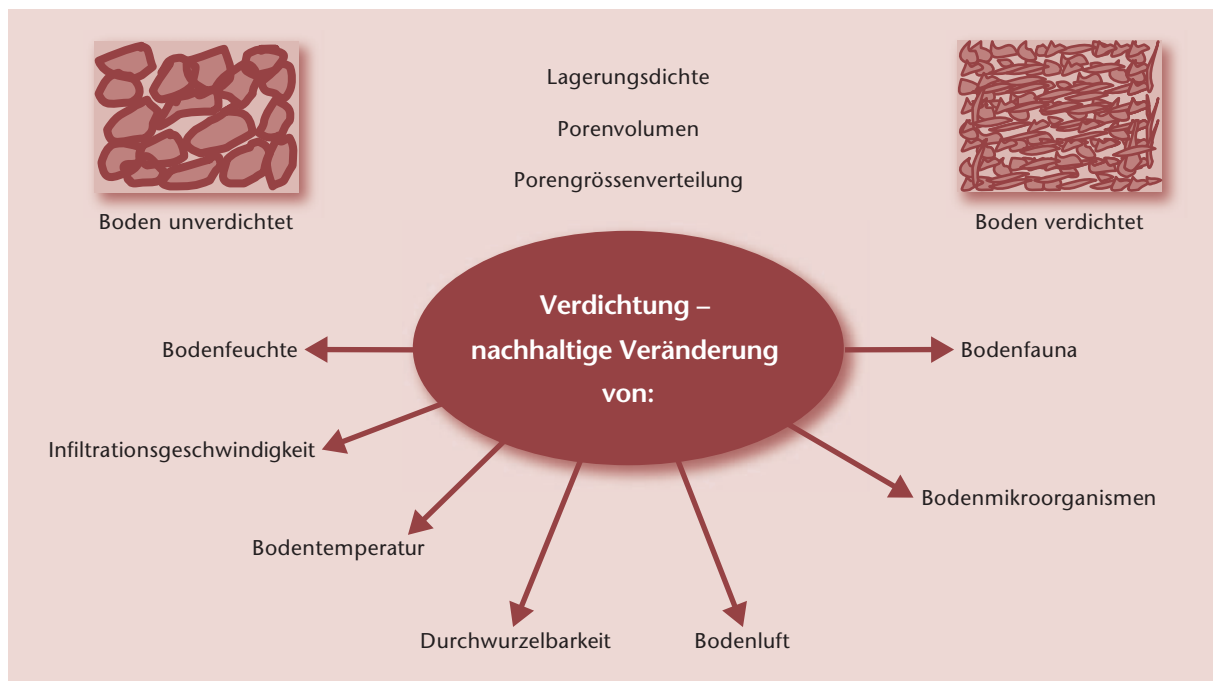 Lagerungsdichte
Porenvolumen
Porengrössenverteilung
Boden unverdichtet
Boden verdichtet
Verdichtung –
nachhaltige Veränderung
von:
Bodenfeuchte
Bodenfauna
Infiltrationsgeschwindigkeit
Bodenmikroorganismen
Bodentemperatur
Durchwurzelbarkeit
Bodenluft